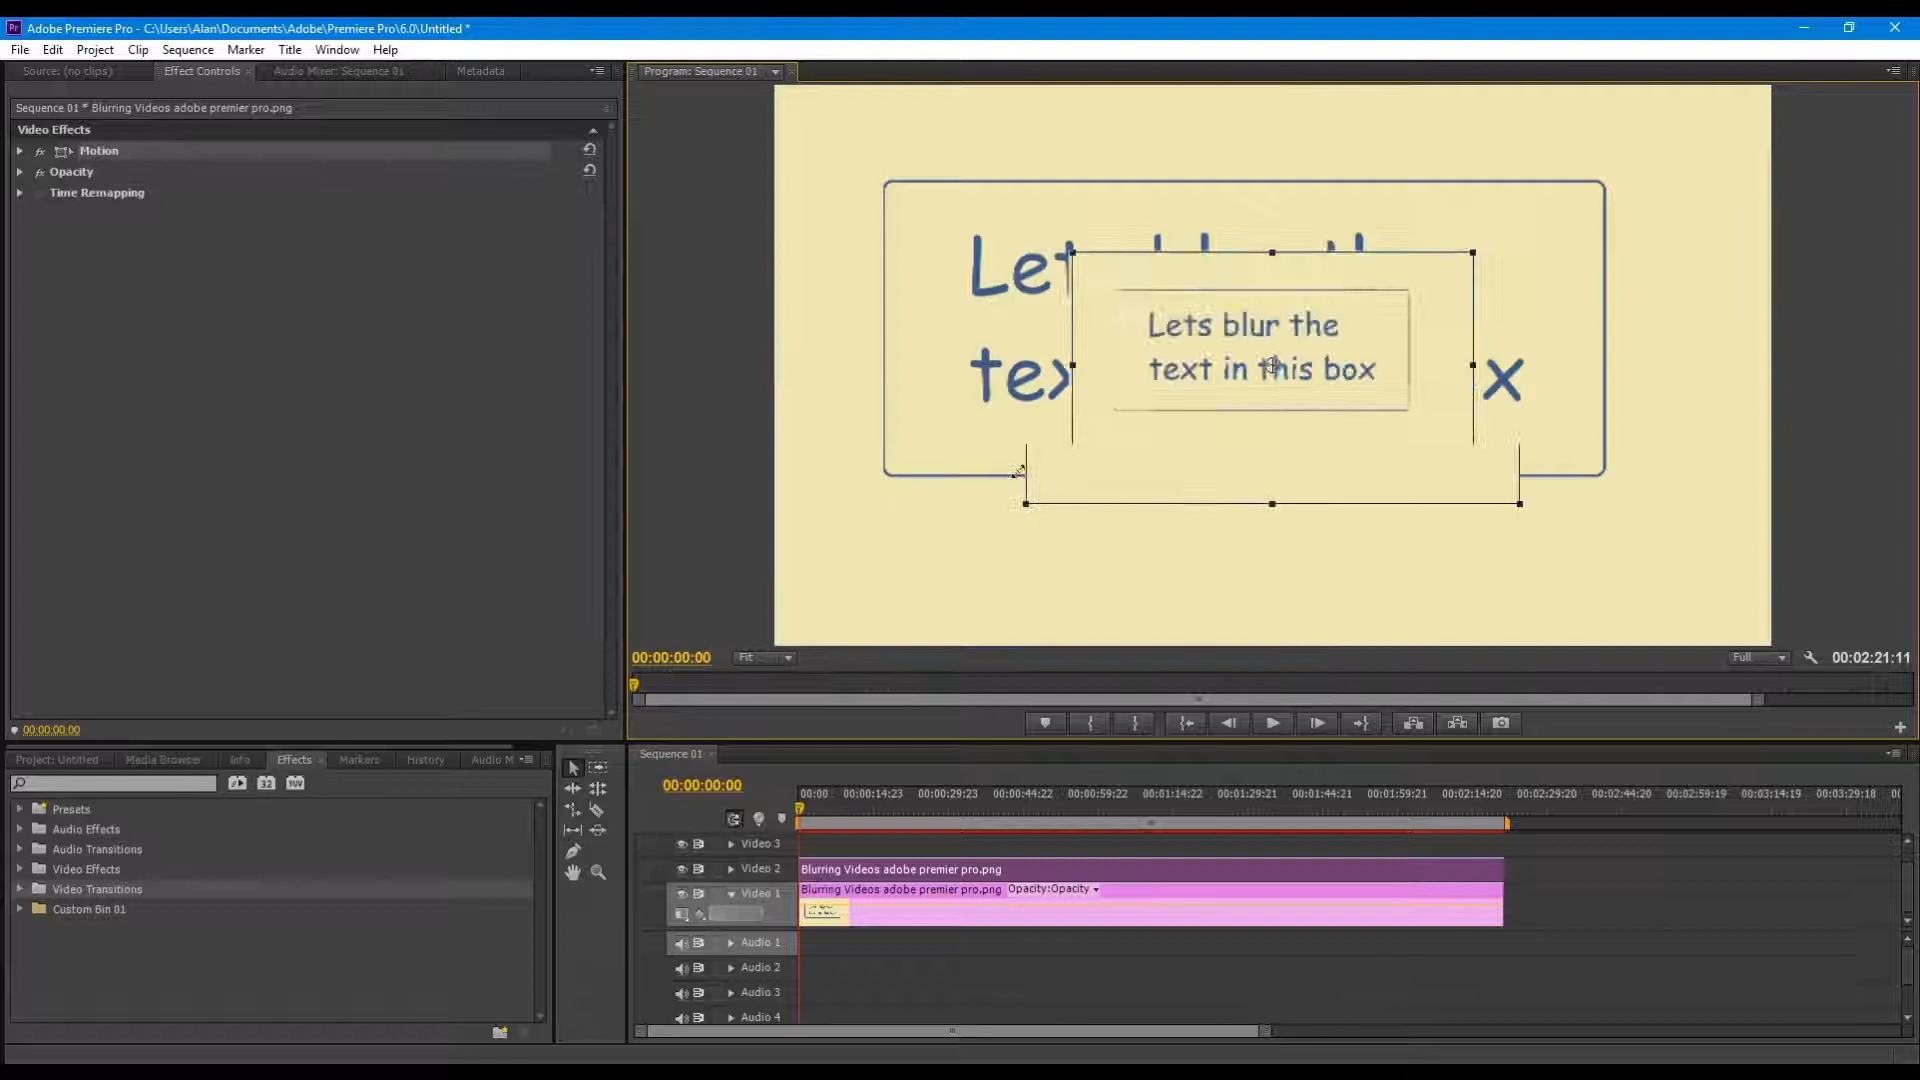 Adobe Premiere Pro - C:\Users\Alan\Documents\Adobe\Premiere Pro\6.0\Untitled *
File Edit Project Clip Sequence Marker Title Window Help
Source: (no clips) Effect Controls Audio Mixer: Sequence 01 Metadata
Program: Sequence 01
Sequence 01 * Blurring Videos adobe premier pro.png
Video Effects
fx Motion
fx Opacity
Time Remapping
Let
tex x
Lets blur the
text in this box
00:00:00:00 Fit Full 00:02:21:11
00:00:00:00
Project: Untitled Media Browser Info Effects Markers History Audio M
Sequence 01
32 YUV
00:00:00:00
Presets
Audio Effects
Audio Transitions
Video Effects
Video Transitions
Custom Bin 01
00:00 00:00:14:23 00:00:29:23 00:00:44:22 00:00:59:22 00:01:14:22 00:01:29:21 00:01:44:21 00:01:59:21 00:02:14:20 00:02:29:20 00:02:44:20 00:02:59:19 00:03:14:19 00:03:29:18
Video 3
Video 2 Blurring Videos adobe premier pro.png
Video 1 Blurring Videos adobe premier pro.png Opacity:Opacity
Audio 1
Audio 2
Audio 3
Audio 4